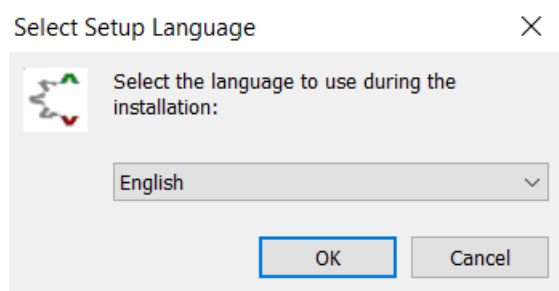 Select Setup Language
Select the language to use during the
installation:
English
OK
Cancel